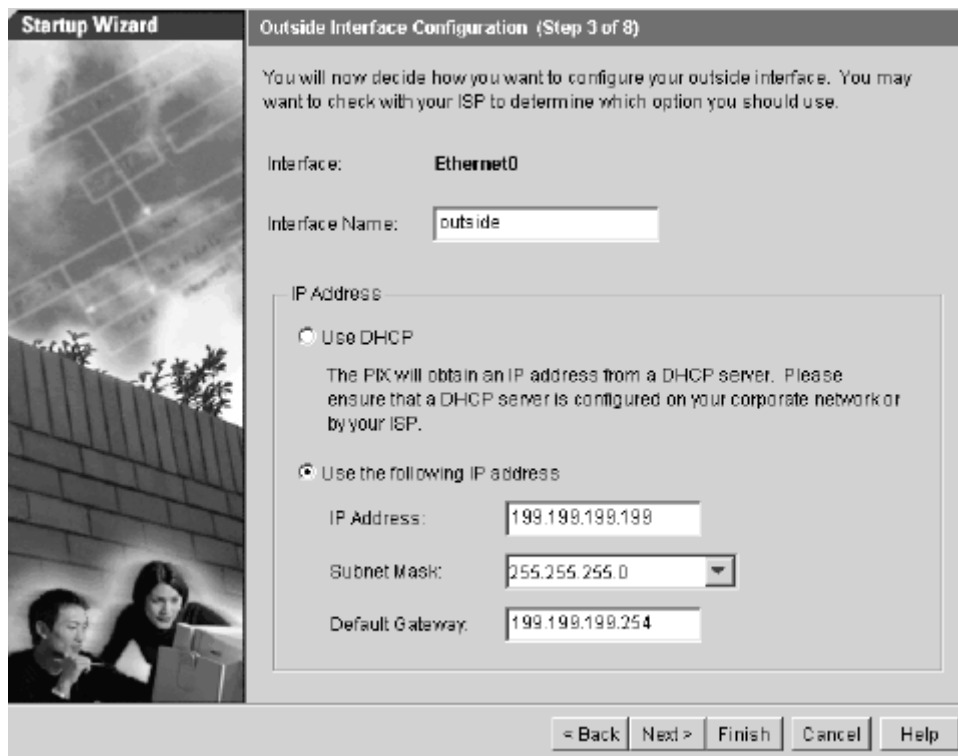 Startup Wizard
Outside Interface Configuration (Step 3 of 8)
You will now decide how you want to configure your outside interface. You may
want to check with your ISP to determine which option you should use.
Interface: Ethernet0
Interface Name: outside
IP Address
Use DHCP
The PIX will obtain an IP address from a DHCP server. Please
ensure that a DHCP server is configured on your corporate network or
by your ISP.
Use the following IP address
IP Address: 199.199.199.199
Subnet Mask: 255.255.255.0
Default Gateway: 199.199.199.254
< Back Next > Finish Cancel Help